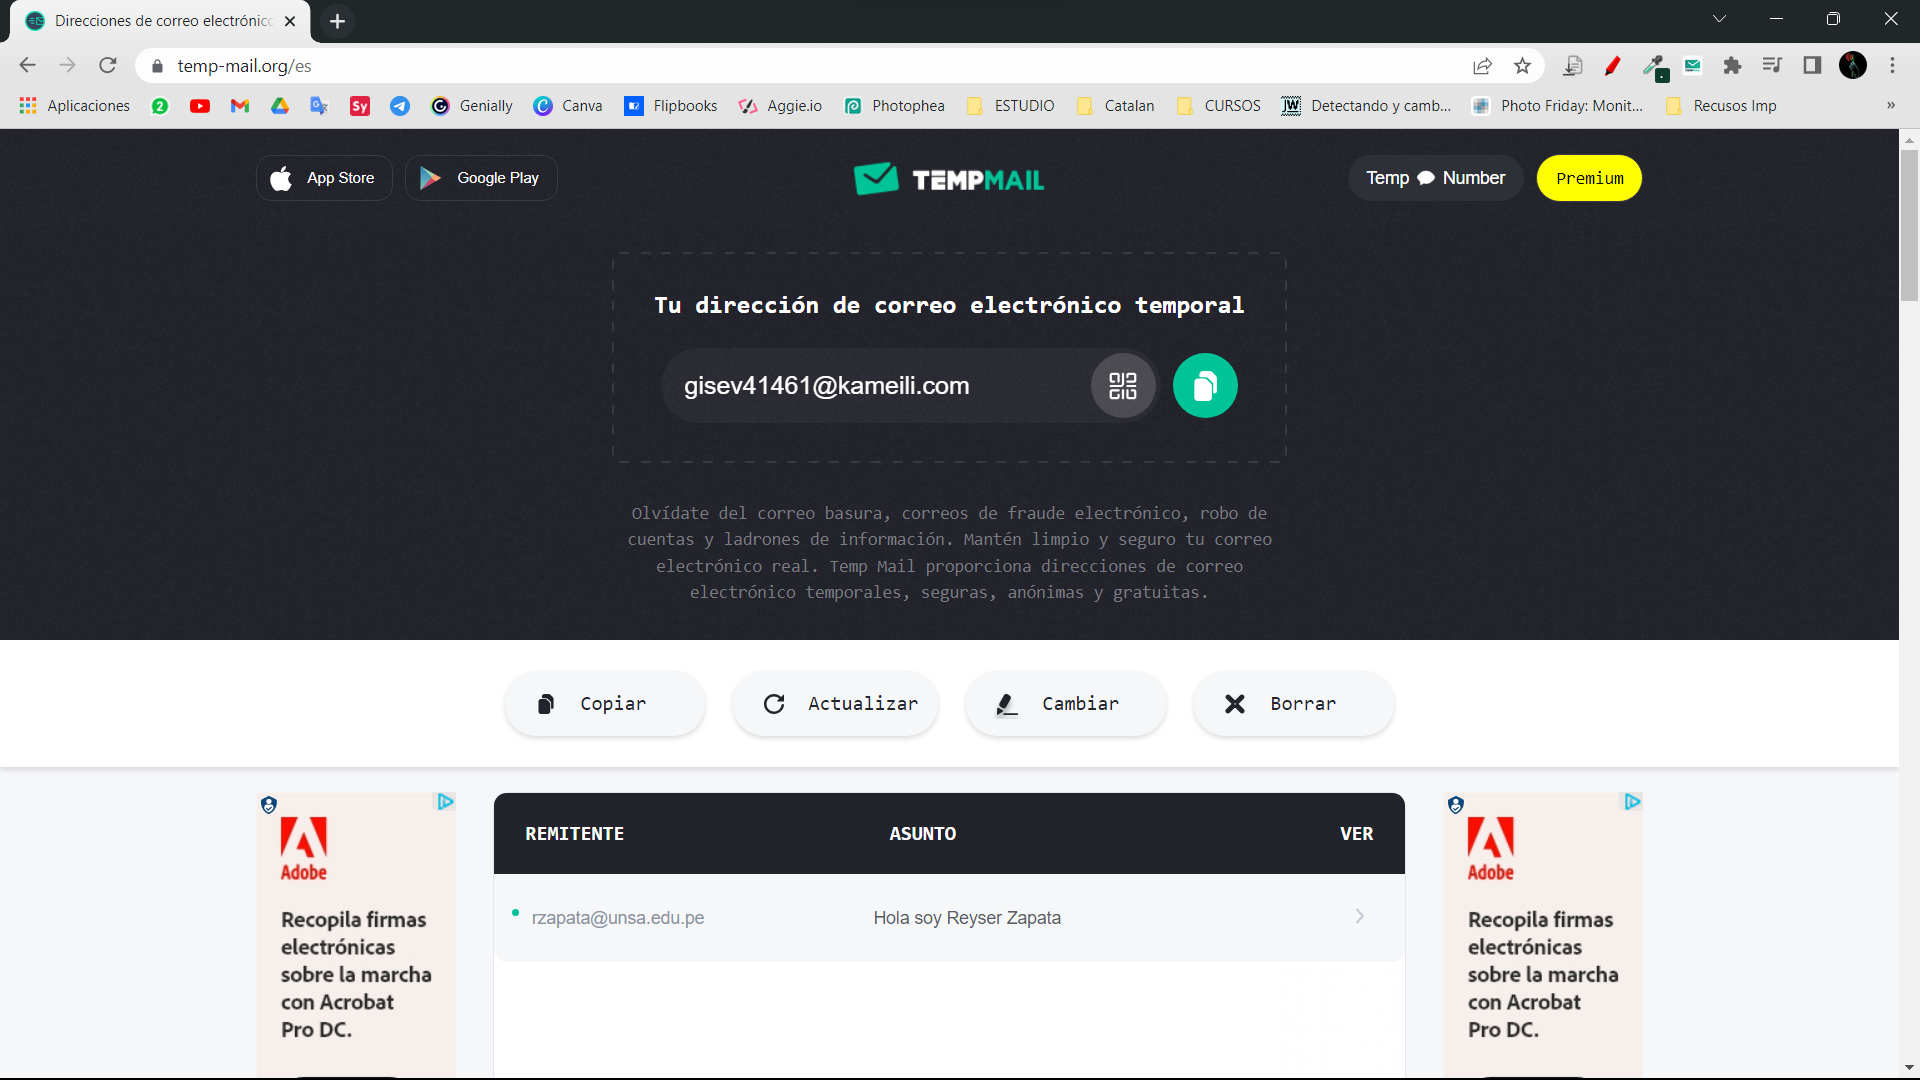 Direcciones de correo electrónico
temp-mail.org/es
Aplicaciones
2
Sy
Genially
Canva
Flipbooks
Aggie.io
Photophea
ESTUDIO
Catalan
CURSOS
JW
Detectando y camb...
Photo Friday: Monit...
Recusos Imp
»
App Store
Google Play
TEMPMAIL
Temp Number
Premium
Tu dirección de correo electrónico temporal
gisev41461@kameili.com
Olvídate del correo basura, correos de fraude electrónico, robo de
cuentas y ladrones de información. Mantén limpio y seguro tu correo
electrónico real. Temp Mail proporciona direcciones de correo
electrónico temporales, seguras, anónimas y gratuitas.
Copiar
Actualizar
Cambiar
Borrar
Adobe
Recopila firmas
electrónicas
sobre la marcha
con Acrobat
Pro DC.
REMITENTE
ASUNTO
VER
rzapata@unsa.edu.pe
Hola soy Reyser Zapata
Adobe
Recopila firmas
electrónicas
sobre la marcha
con Acrobat
Pro DC.